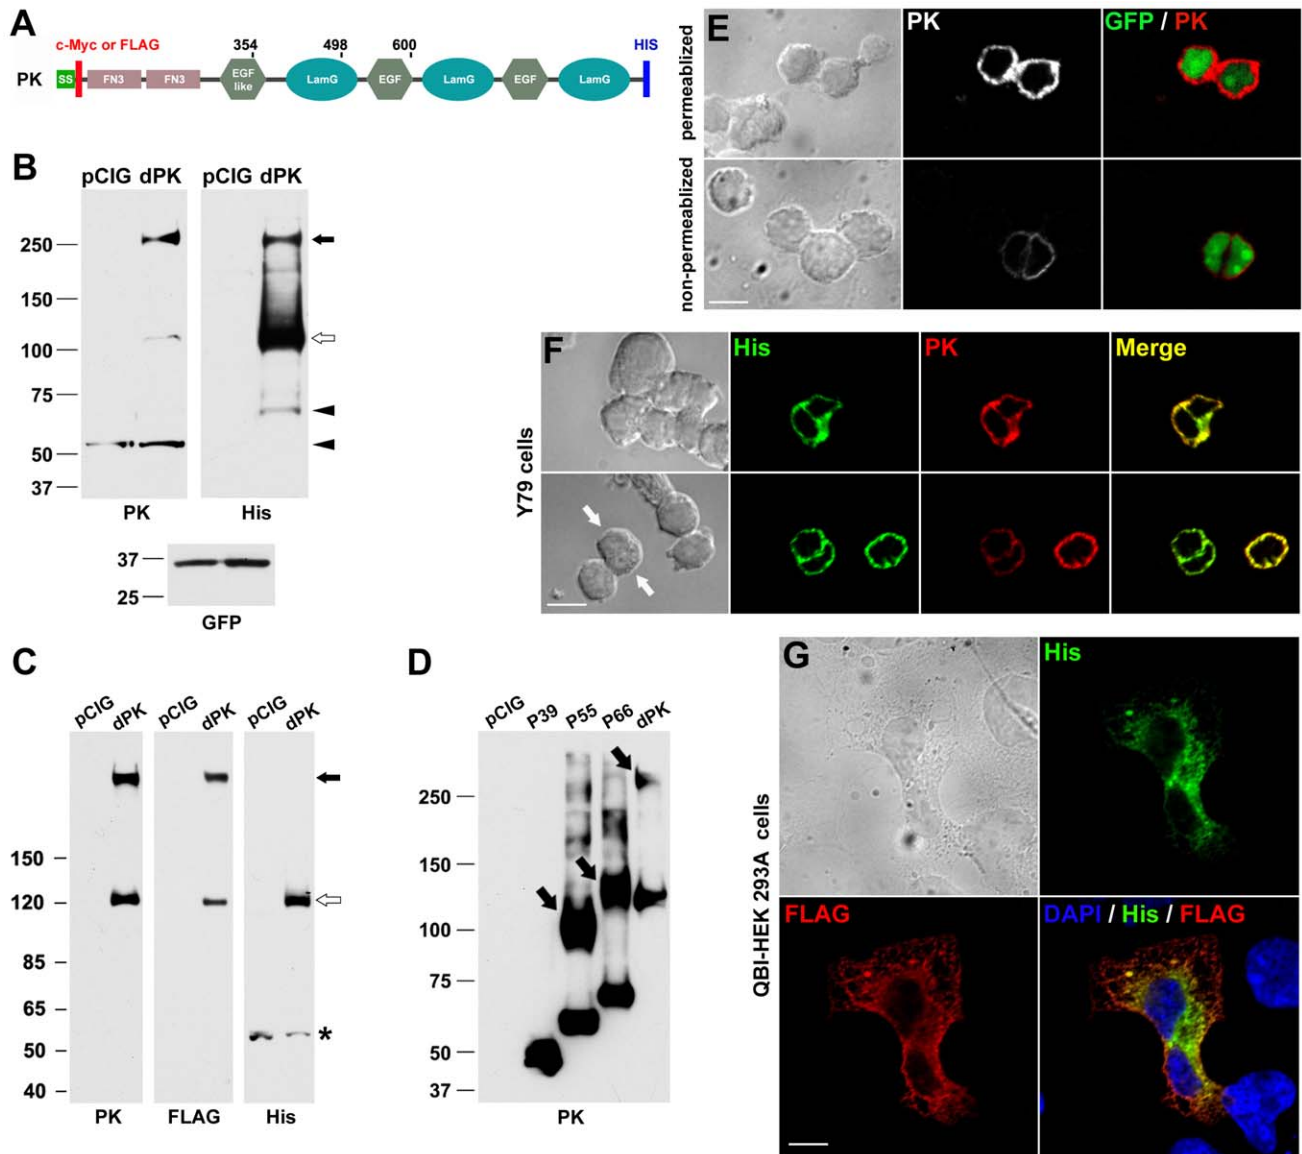 A
c-Myc or FLAG
354
498
600
HIS
PK
SS
FN3
FN3
EGF
like
LamG
EGF
LamG
EGF
LamG
B
pCIG dPK
pCIG dPK
250
150
100
75
50
37
PK
His
37
25
GFP
C
pCIG
dPK
pCIG
dPK
pCIG
dPK
150
120
85
65
50
40
*
PK
FLAG
His
D
pCIG
P39
P55
P66
dPK
250
150
100
75
50
37
PK
E
PK
GFP / PK
permeablized
non-permeablized
F
His
PK
Merge
Y79 cells
G
His
FLAG
DAPI / His / FLAG
QBI-HEK 293A cells